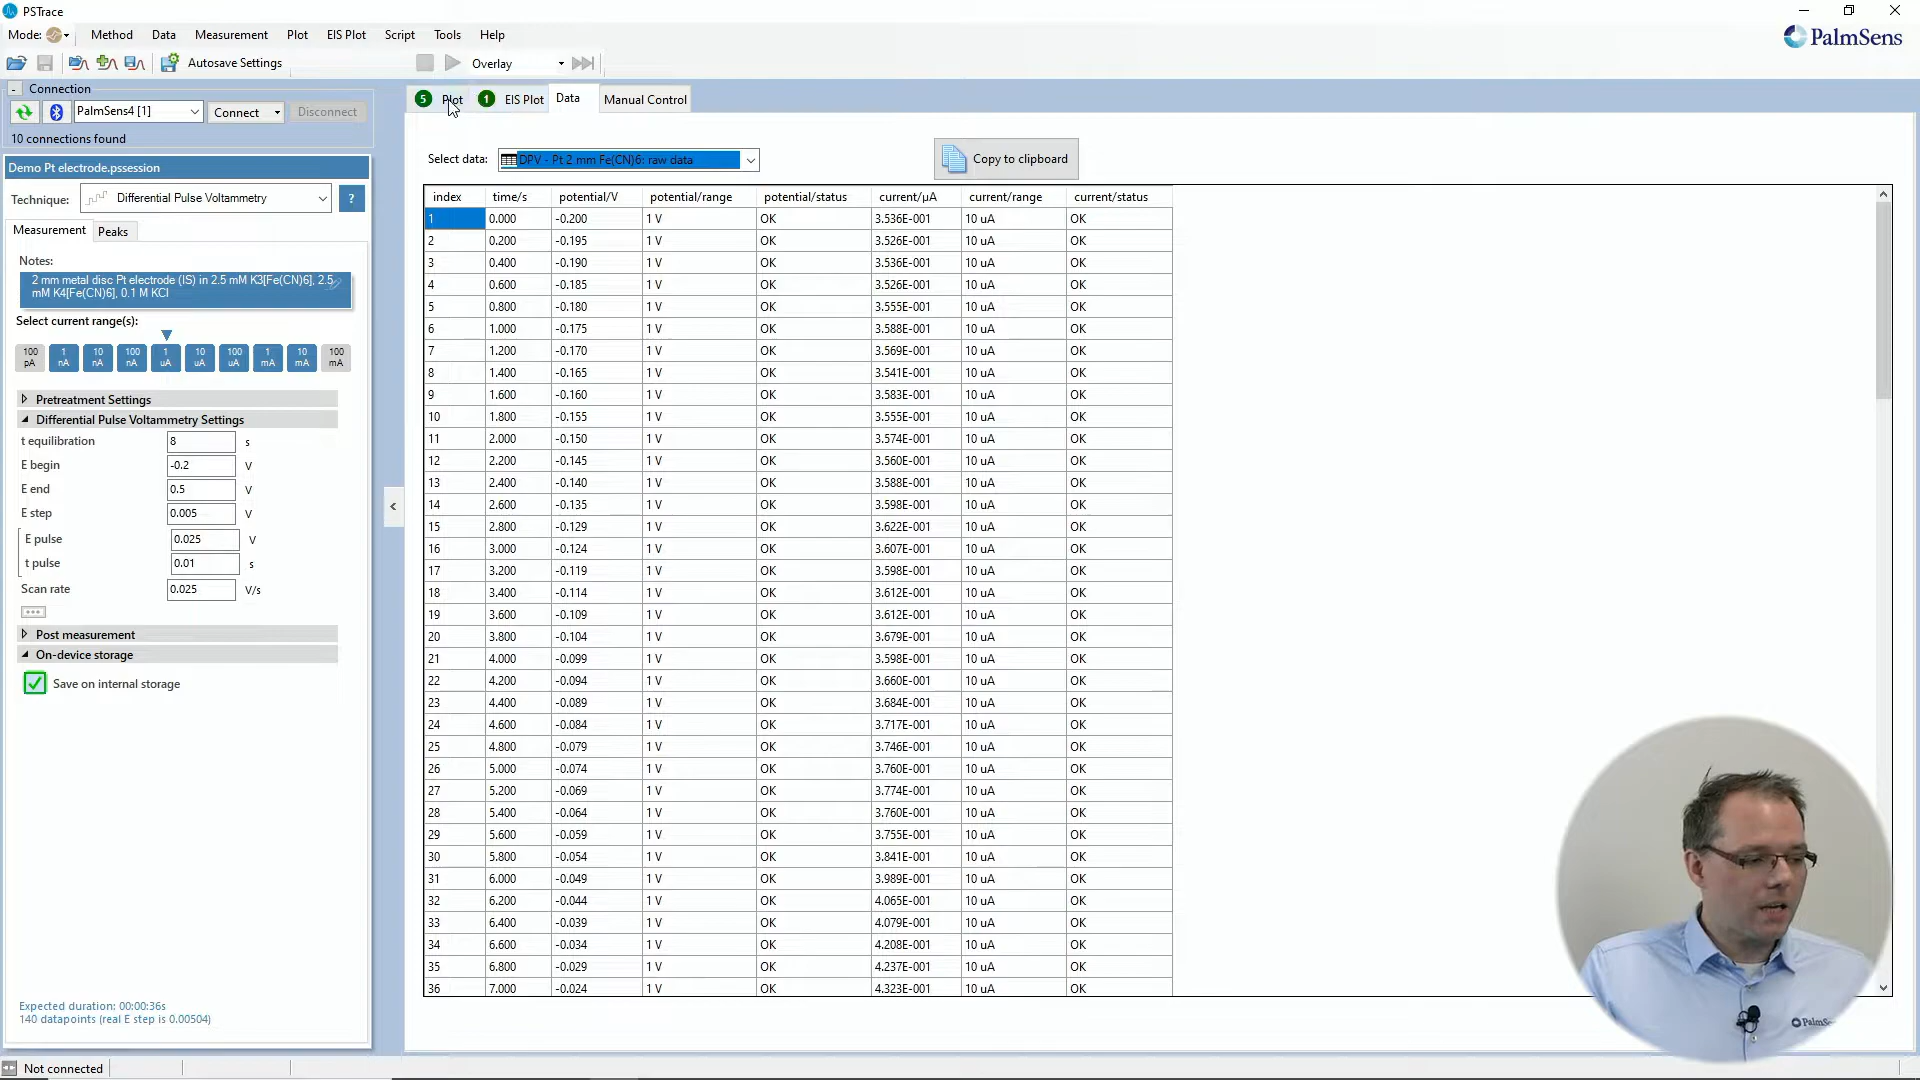 PSTrace
Mode: Method Data Measurement Plot EIS Plot Script Tools Help
PalmSens
Autosave Settings Overlay
- Connection
PalmSens4 [1] Connect Disconnect
10 connections found
5 Plot 1 EIS Plot Data Manual Control
Demo Pt electrode.pssession
Technique: Differential Pulse Voltammetry ?
Measurement Peaks
Notes:
2 mm metal disc Pt electrode (IS) in 2.5 mM K3[Fe(CN)6], 2.5
mM K4[Fe(CN)6], 0.1 M KCl
Select current range(s):
100 pA 1 nA 10 nA 100 nA 1 uA 10 uA 100 uA 1 mA 10 mA 100 mA
Pretreatment Settings
Differential Pulse Voltammetry Settings
t equilibration 8 s
E begin -0.2 V
E end 0.5 V
E step 0.005 V
E pulse 0.025 V
t pulse 0.01 s
Scan rate 0.025 V/s
...
Post measurement
On-device storage
Save on internal storage
Expected duration: 00:00:36s
140 datapoints (real E step is 0.00504)
Not connected
<
Select data: DPV - Pt 2 mm Fe(CN)6: raw data Copy to clipboard
index time/s potential/V potential/range potential/status current/µA current/range current/status
1 0.000 -0.200 1 V OK 3.536E-001 10 uA OK
2 0.200 -0.195 1 V OK 3.526E-001 10 uA OK
3 0.400 -0.190 1 V OK 3.536E-001 10 uA OK
4 0.600 -0.185 1 V OK 3.526E-001 10 uA OK
5 0.800 -0.180 1 V OK 3.555E-001 10 uA OK
6 1.000 -0.175 1 V OK 3.588E-001 10 uA OK
7 1.200 -0.170 1 V OK 3.569E-001 10 uA OK
8 1.400 -0.165 1 V OK 3.541E-001 10 uA OK
9 1.600 -0.160 1 V OK 3.583E-001 10 uA OK
10 1.800 -0.155 1 V OK 3.555E-001 10 uA OK
11 2.000 -0.150 1 V OK 3.574E-001 10 uA OK
12 2.200 -0.145 1 V OK 3.560E-001 10 uA OK
13 2.400 -0.140 1 V OK 3.588E-001 10 uA OK
14 2.600 -0.135 1 V OK 3.598E-001 10 uA OK
15 2.800 -0.129 1 V OK 3.622E-001 10 uA OK
16 3.000 -0.124 1 V OK 3.607E-001 10 uA OK
17 3.200 -0.119 1 V OK 3.598E-001 10 uA OK
18 3.400 -0.114 1 V OK 3.612E-001 10 uA OK
19 3.600 -0.109 1 V OK 3.612E-001 10 uA OK
20 3.800 -0.104 1 V OK 3.679E-001 10 uA OK
21 4.000 -0.099 1 V OK 3.598E-001 10 uA OK
22 4.200 -0.094 1 V OK 3.660E-001 10 uA OK
23 4.400 -0.089 1 V OK 3.684E-001 10 uA OK
24 4.600 -0.084 1 V OK 3.717E-001 10 uA OK
25 4.800 -0.079 1 V OK 3.746E-001 10 uA OK
26 5.000 -0.074 1 V OK 3.760E-001 10 uA OK
27 5.200 -0.069 1 V OK 3.774E-001 10 uA OK
28 5.400 -0.064 1 V OK 3.760E-001 10 uA OK
29 5.600 -0.059 1 V OK 3.755E-001 10 uA OK
30 5.800 -0.054 1 V OK 3.841E-001 10 uA OK
31 6.000 -0.049 1 V OK 3.989E-001 10 uA OK
32 6.200 -0.044 1 V OK 4.065E-001 10 uA OK
33 6.400 -0.039 1 V OK 4.079E-001 10 uA OK
34 6.600 -0.034 1 V OK 4.208E-001 10 uA OK
35 6.800 -0.029 1 V OK 4.237E-001 10 uA OK
36 7.000 -0.024 1 V OK 4.323E-001 10 uA OK